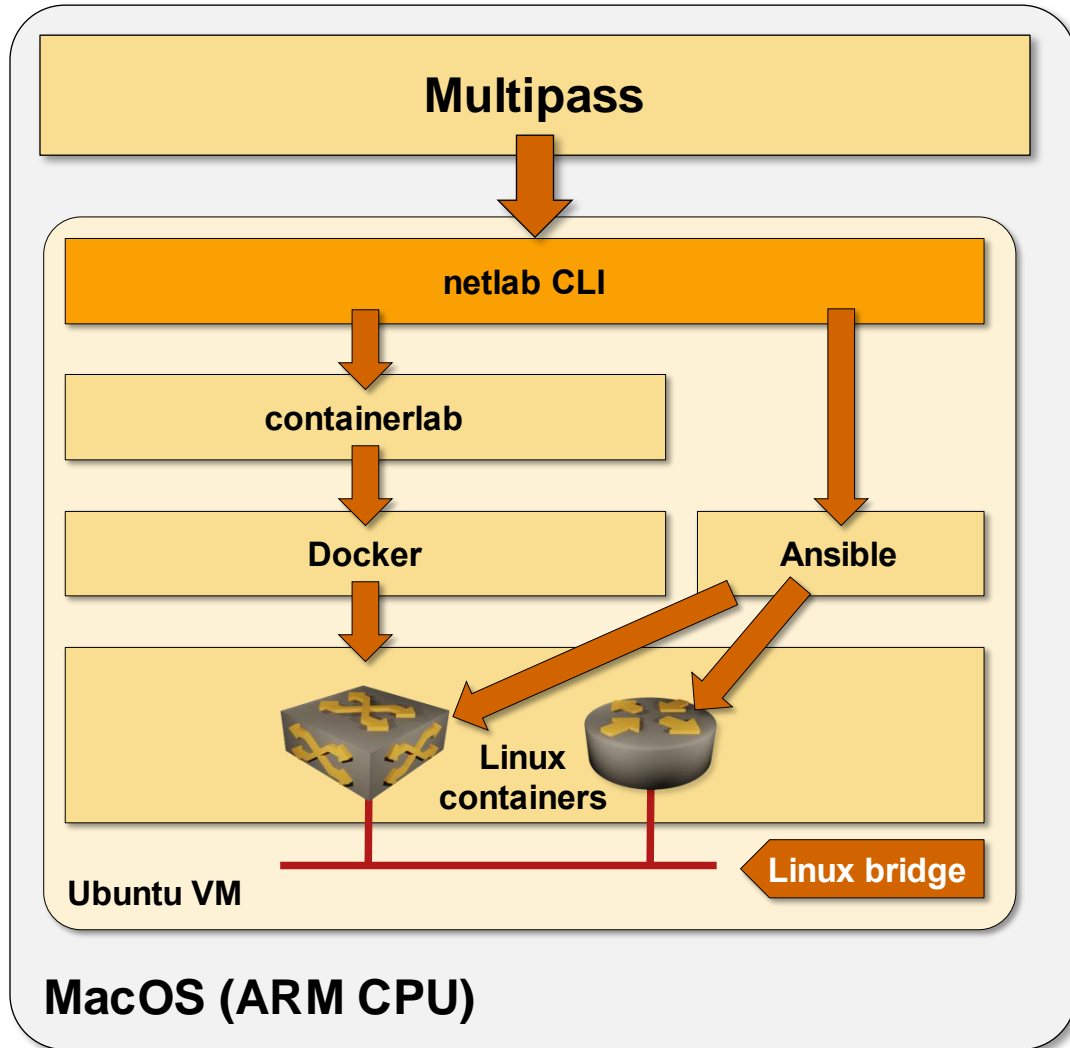 Multipass
netlab CLI
containerlab
Docker
Ansible
Linux
containers
Linux bridge
Ubuntu VM
MacOS (ARM CPU)